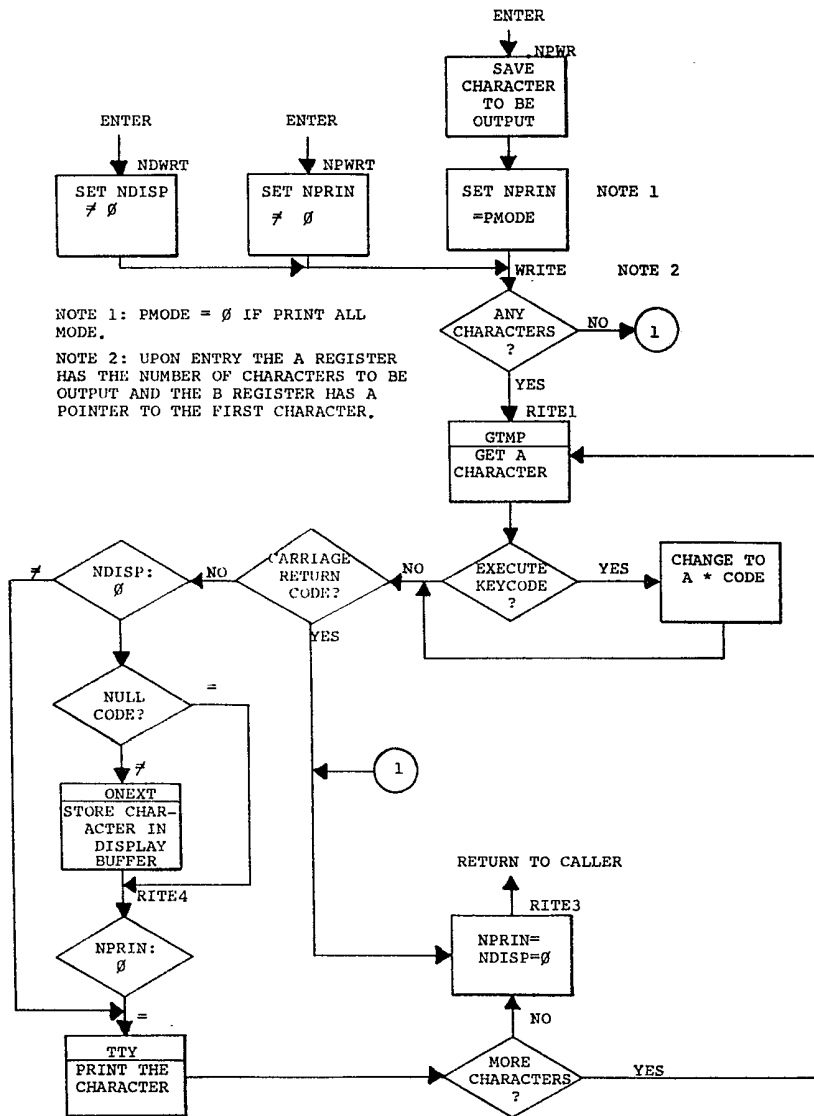 ENTER
NPWR
SAVE
CHARACTER
TO BE
OUTPUT
ENTER
NDWRT
SET NDISP
≠ Ø
ENTER
NPWRT
SET NPRIN
≠ Ø
SET NPRIN
=PMODE
NOTE 1
WRITE
NOTE 2
NOTE 1: PMODE = Ø IF PRINT ALL
MODE.
NOTE 2: UPON ENTRY THE A REGISTER
HAS THE NUMBER OF CHARACTERS TO BE
OUTPUT AND THE B REGISTER HAS A
POINTER TO THE FIRST CHARACTER.
ANY
CHARACTERS
?
NO
1
YES
RITE1
GTMP
GET A
CHARACTER
EXECUTE
KEYCODE
?
YES
CHANGE TO
A * CODE
NO
CARRIAGE
RETURN
CODE?
NO
YES
NDISP:
Ø
≠
NULL
CODE?
=
≠
ONEXT
STORE CHAR-
ACTER IN
DISPLAY
BUFFER
RITE4
NPRIN:
Ø
=
TTY
PRINT THE
CHARACTER
1
RETURN TO CALLER
RITE3
NPRIN=
NDISP=Ø
NO
MORE
CHARACTERS
?
YES